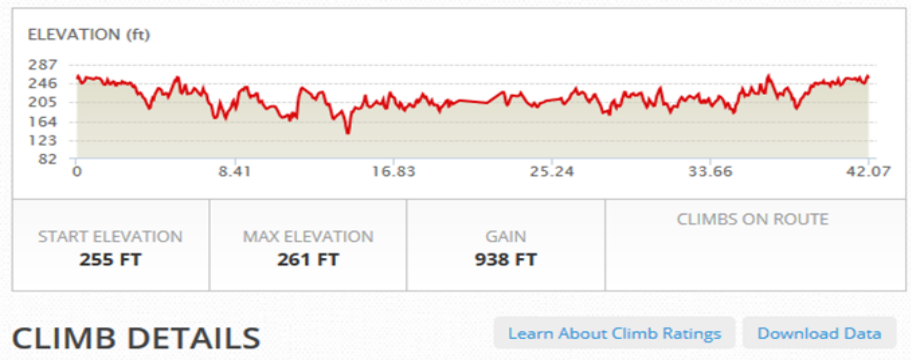 ELEVATION (ft)
287
246
205
164
123
82
0 8.41 16.83 25.24 33.66 42.07
START ELEVATION
255 FT
MAX ELEVATION
261 FT
GAIN
938 FT
CLIMBS ON ROUTE
CLIMB DETAILS
Learn About Climb Ratings
Download Data